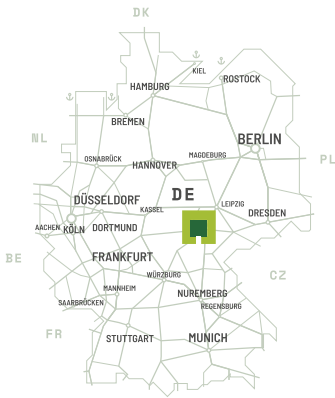 DK
KIEL
ROSTOCK
HAMBURG
BREMEN
NL
BERLIN
OSNABRÜCK
HANNOVER
MAGDEBURG
PL
DE
DÜSSELDORF
KASSEL
LEIPZIG
DRESDEN
AACHEN
KÖLN
DORTMUND
BE
FRANKFURT
WÜRZBURG
CZ
MANNHEIM
NUREMBERG
SAARBRÜCKEN
REGENSBURG
FR
STUTTGART
MUNICH